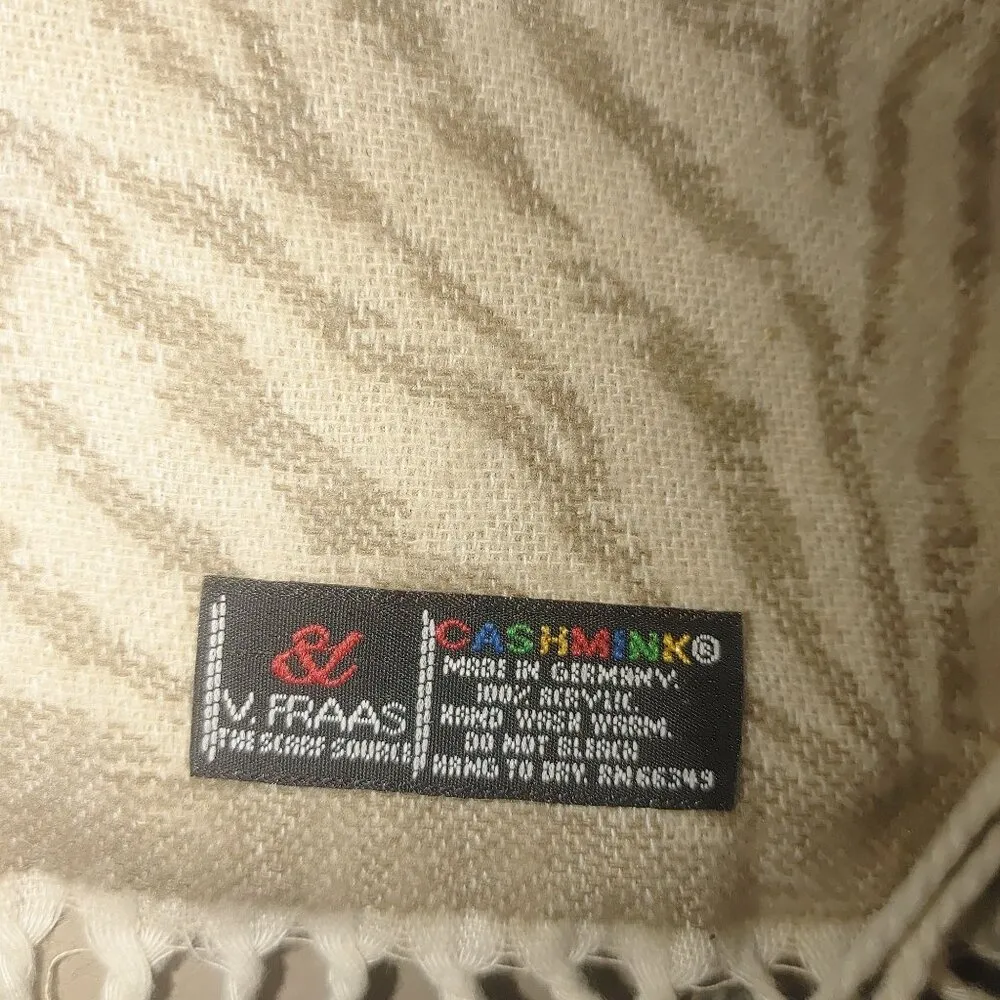 &
V. FRAAS
THE SCARF SOURCE
CASHMINK®
MADE IN GERMANY.
100% ACRYLIC.
HAND WASH WARM.
DO NOT BLEACH
HANG TO DRY. RN66349